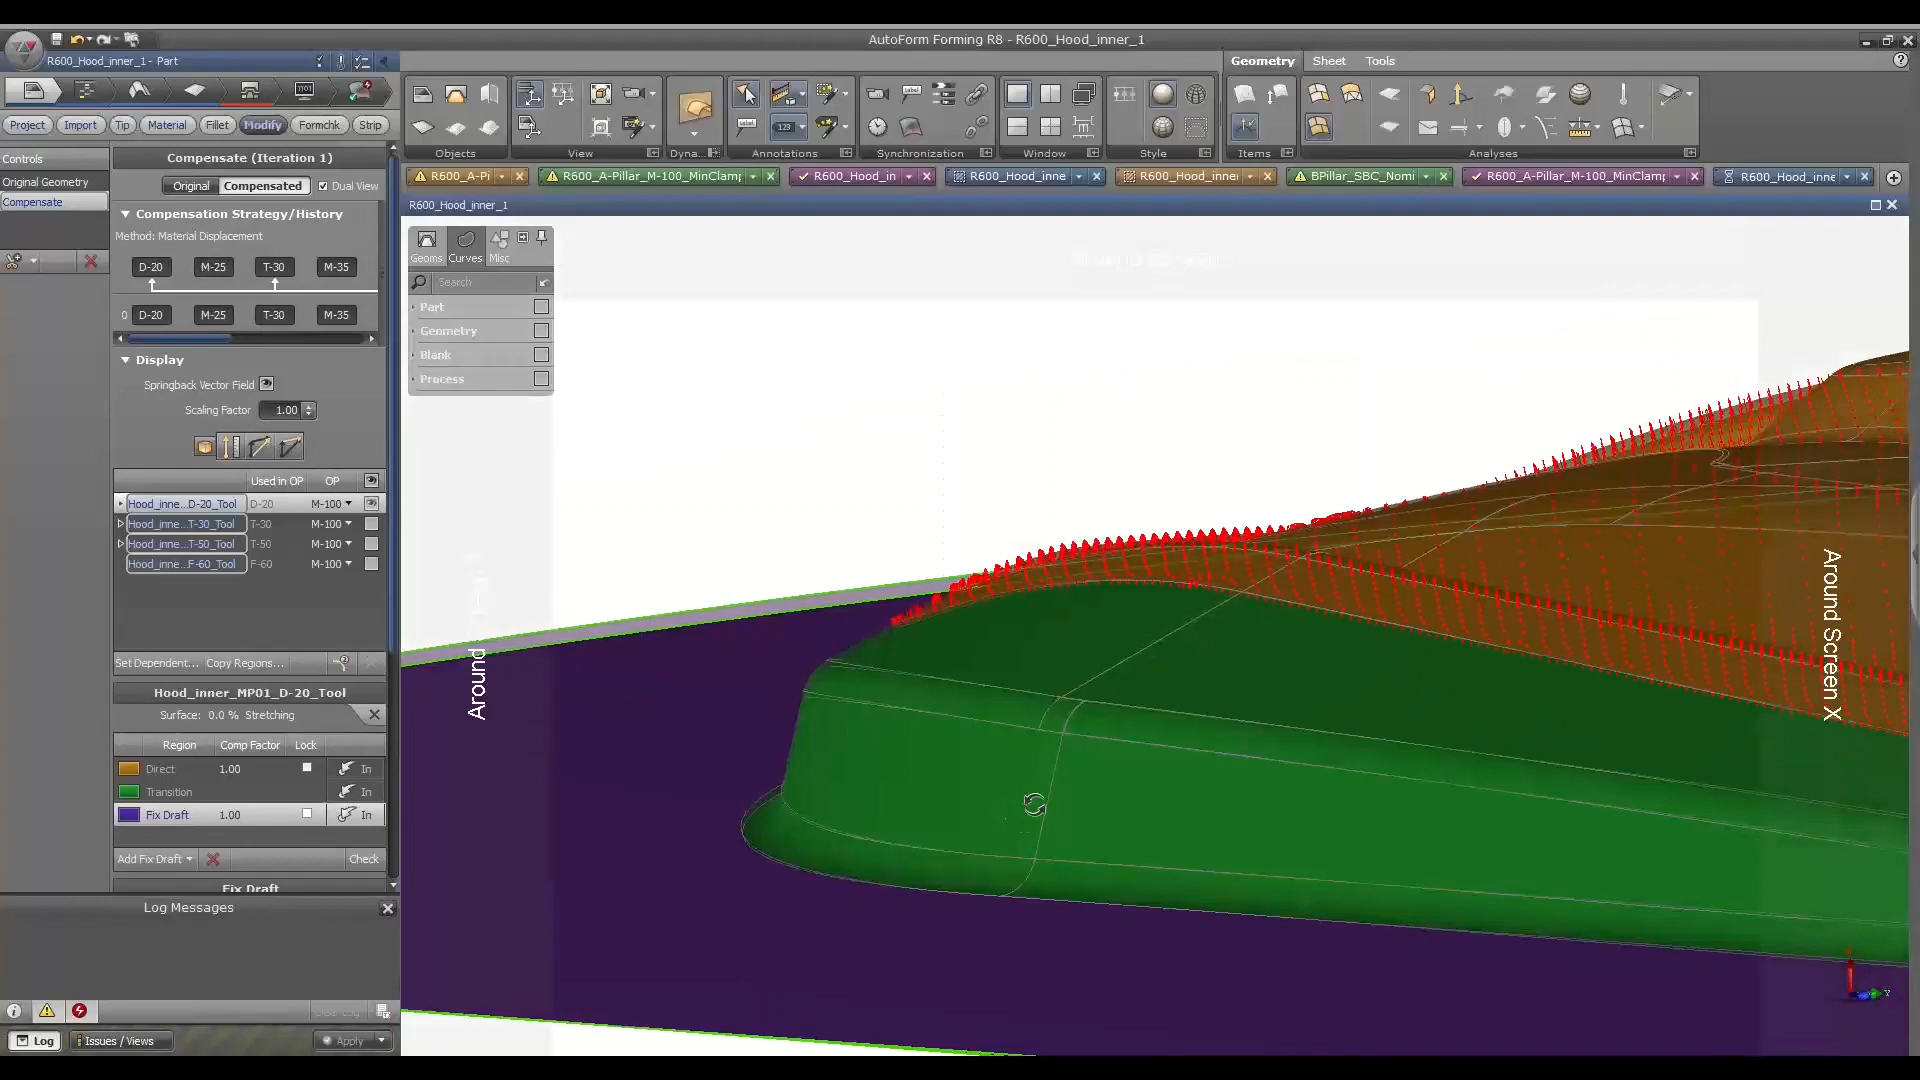 AutoForm Forming R8 - R600_Hood_inner_1
R600_Hood_inner_1 - Part
Geometry Sheet Tools
Project Import Tip Material Fillet Modify Formchk Strip
Objects View Dyna... Annotations Synchronization Window Style Items Analyses
R600_A-Pi R600_A-Pillar_M-100_MinClamp R600_Hood_in R600_Hood_inne R600_Hood_inner BPillar_SBC_Nomi R600_A-Pillar_M-100_MinClamp R600_Hood_inne
R600_Hood_inner_1
Controls
Original Geometry
Compensate
Compensate (Iteration 1)
Original Compensated Dual View
Compensation Strategy/History
Method: Material Displacement
D-20 M-25 T-30 M-35
0 D-20 M-25 T-30 M-35
Display
Springback Vector Field
Scaling Factor 1.00
Used in OP OP
Hood_inne...D-20_Tool D-20 M-100
Hood_inne...T-30_Tool T-30 M-100
Hood_inne...T-50_Tool T-50 M-100
Hood_inne...F-60_Tool F-60 M-100
Set Dependent... Copy Regions...
Hood_inner_MP01_D-20_Tool
Surface: 0.0 % Stretching
Region Comp Factor Lock
Direct 1.00 In
Transition In
Fix Draft 1.00 In
Add Fix Draft Check
Fix Draft
Log Messages
Clear Log
Log Issues / Views Apply
Geoms Curves Misc
Search
Part
Geometry
Blank
Process
Around
Around Screen X
Y